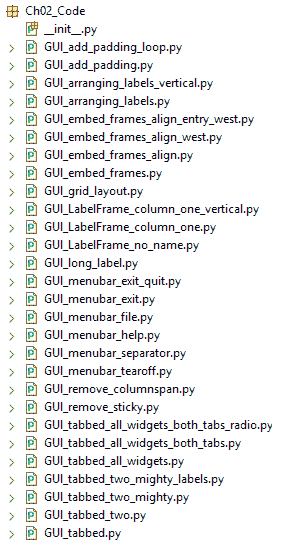 Ch02_Code
__init__.py
GUI_add_padding_loop.py
GUI_add_padding.py
GUI_arranging_labels_vertical.py
GUI_arranging_labels.py
GUI_embed_frames_align_entry_west.py
GUI_embed_frames_align_west.py
GUI_embed_frames_align.py
GUI_embed_frames.py
GUI_grid_layout.py
GUI_LabelFrame_column_one_vertical.py
GUI_LabelFrame_column_one.py
GUI_LabelFrame_no_name.py
GUI_long_label.py
GUI_menubar_exit_quit.py
GUI_menubar_exit.py
GUI_menubar_file.py
GUI_menubar_help.py
GUI_menubar_separator.py
GUI_menubar_tearoff.py
GUI_remove_columnspan.py
GUI_remove_sticky.py
GUI_tabbed_all_widgets_both_tabs_radio.py
GUI_tabbed_all_widgets_both_tabs.py
GUI_tabbed_all_widgets.py
GUI_tabbed_two_mighty_labels.py
GUI_tabbed_two_mighty.py
GUI_tabbed_two.py
GUI_tabbed.py